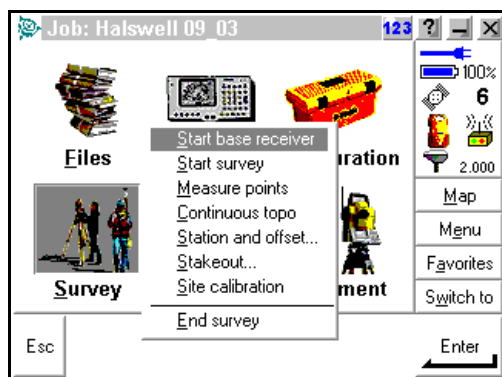 Job: Halswell 09_03
123
?
100%
6
Files
Start base receiver
Start survey
Measure points
Continuous topo
Station and offset...
Stakeout...
Site calibration
End survey
uration
2.000
Map
Menu
Favorites
Switch to
Survey
ment
Esc
Enter